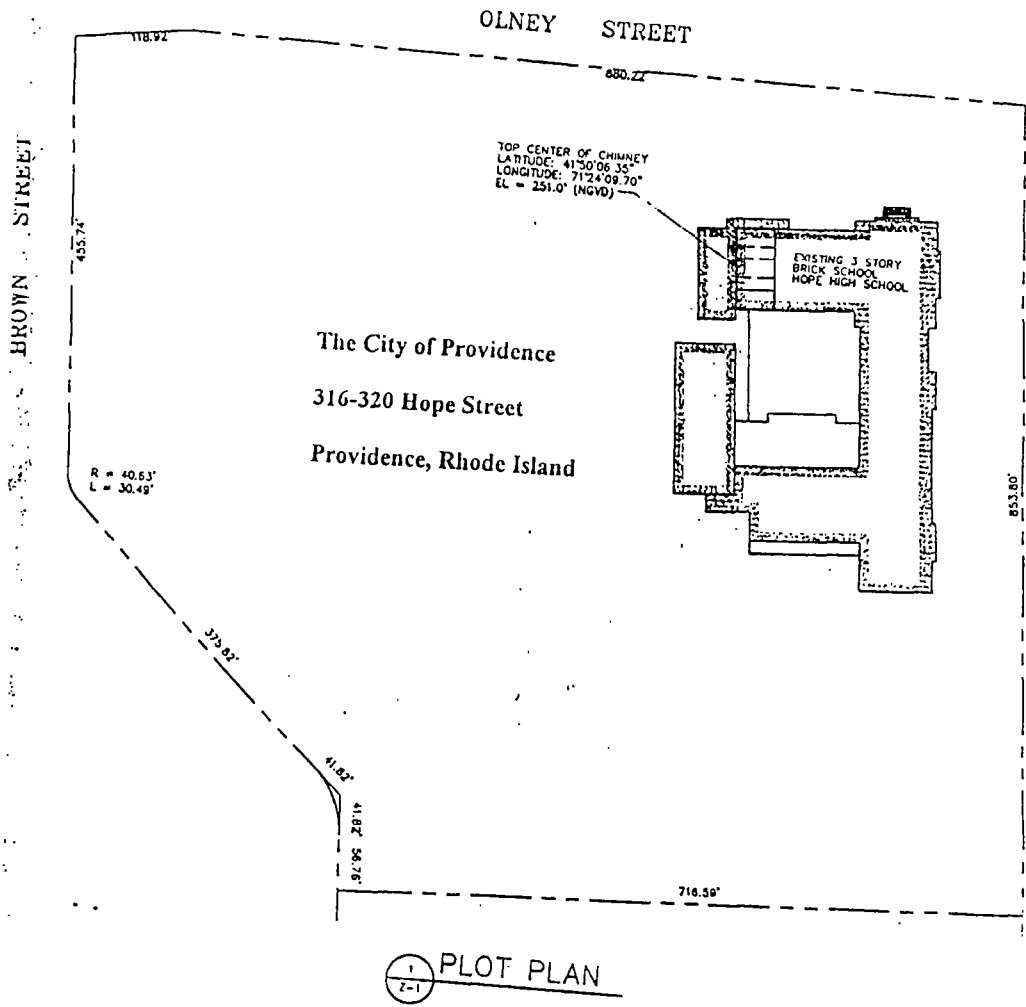 OLNEY STREET
118.92'
880.22'
TOP CENTER OF CHIMNEY
LATITUDE: 41°50'06.35"
LONGITUDE: 71°24'09.70"
EL = 251.0' (NGVD)
BROWN STREET
455.74'
EXISTING 3 STORY
BRICK SCHOOL
HOPE HIGH SCHOOL
The City of Providence
316-320 Hope Street
Providence, Rhode Island
R = 40.63'
L = 30.49'
853.80'
375.82'
41.82'
41.82' 56.76'
716.59'
1
Z-1
PLOT PLAN